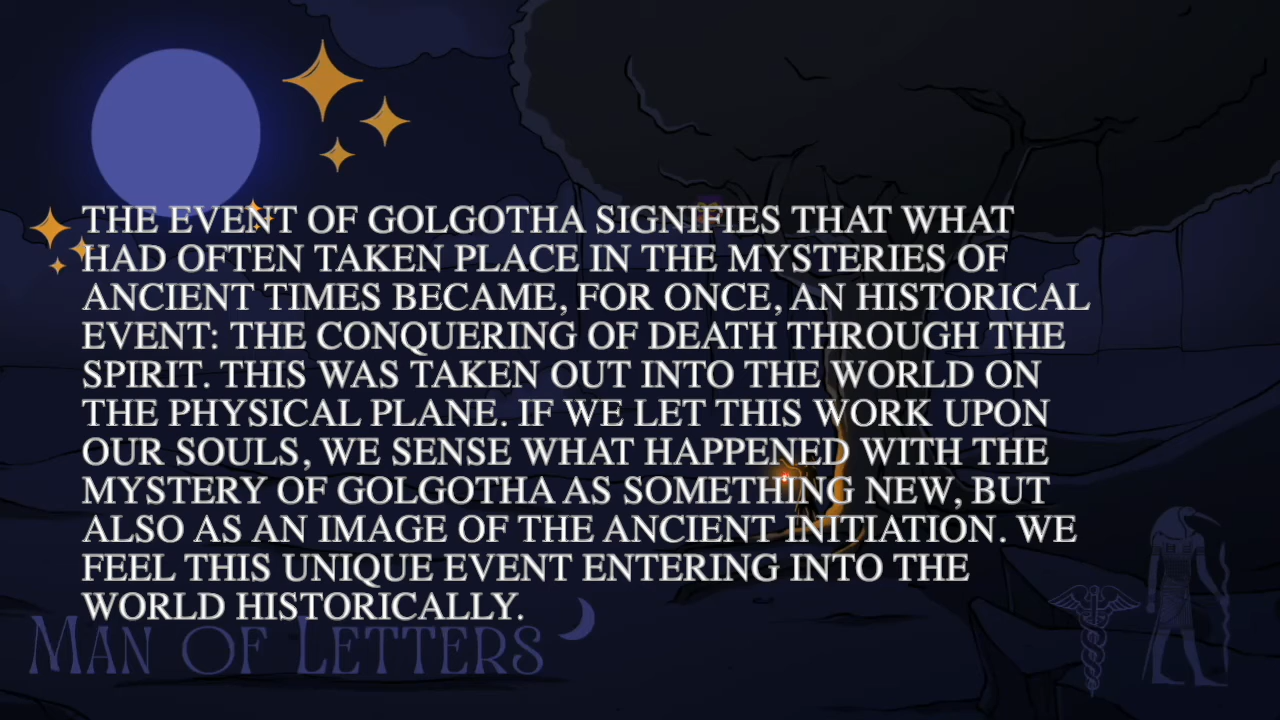 THE EVENT OF GOLGOTHA SIGNIFIES THAT WHAT
HAD OFTEN TAKEN PLACE IN THE MYSTERIES OF
ANCIENT TIMES BECAME, FOR ONCE, AN HISTORICAL
EVENT: THE CONQUERING OF DEATH THROUGH THE
SPIRIT. THIS WAS TAKEN OUT INTO THE WORLD ON
THE PHYSICAL PLANE. IF WE LET THIS WORK UPON
OUR SOULS, WE SENSE WHAT HAPPENED WITH THE
MYSTERY OF GOLGOTHA AS SOMETHING NEW, BUT
ALSO AS AN IMAGE OF THE ANCIENT INITIATION. WE
FEEL THIS UNIQUE EVENT ENTERING INTO THE
WORLD HISTORICALLY.
MAN OF LETTERS